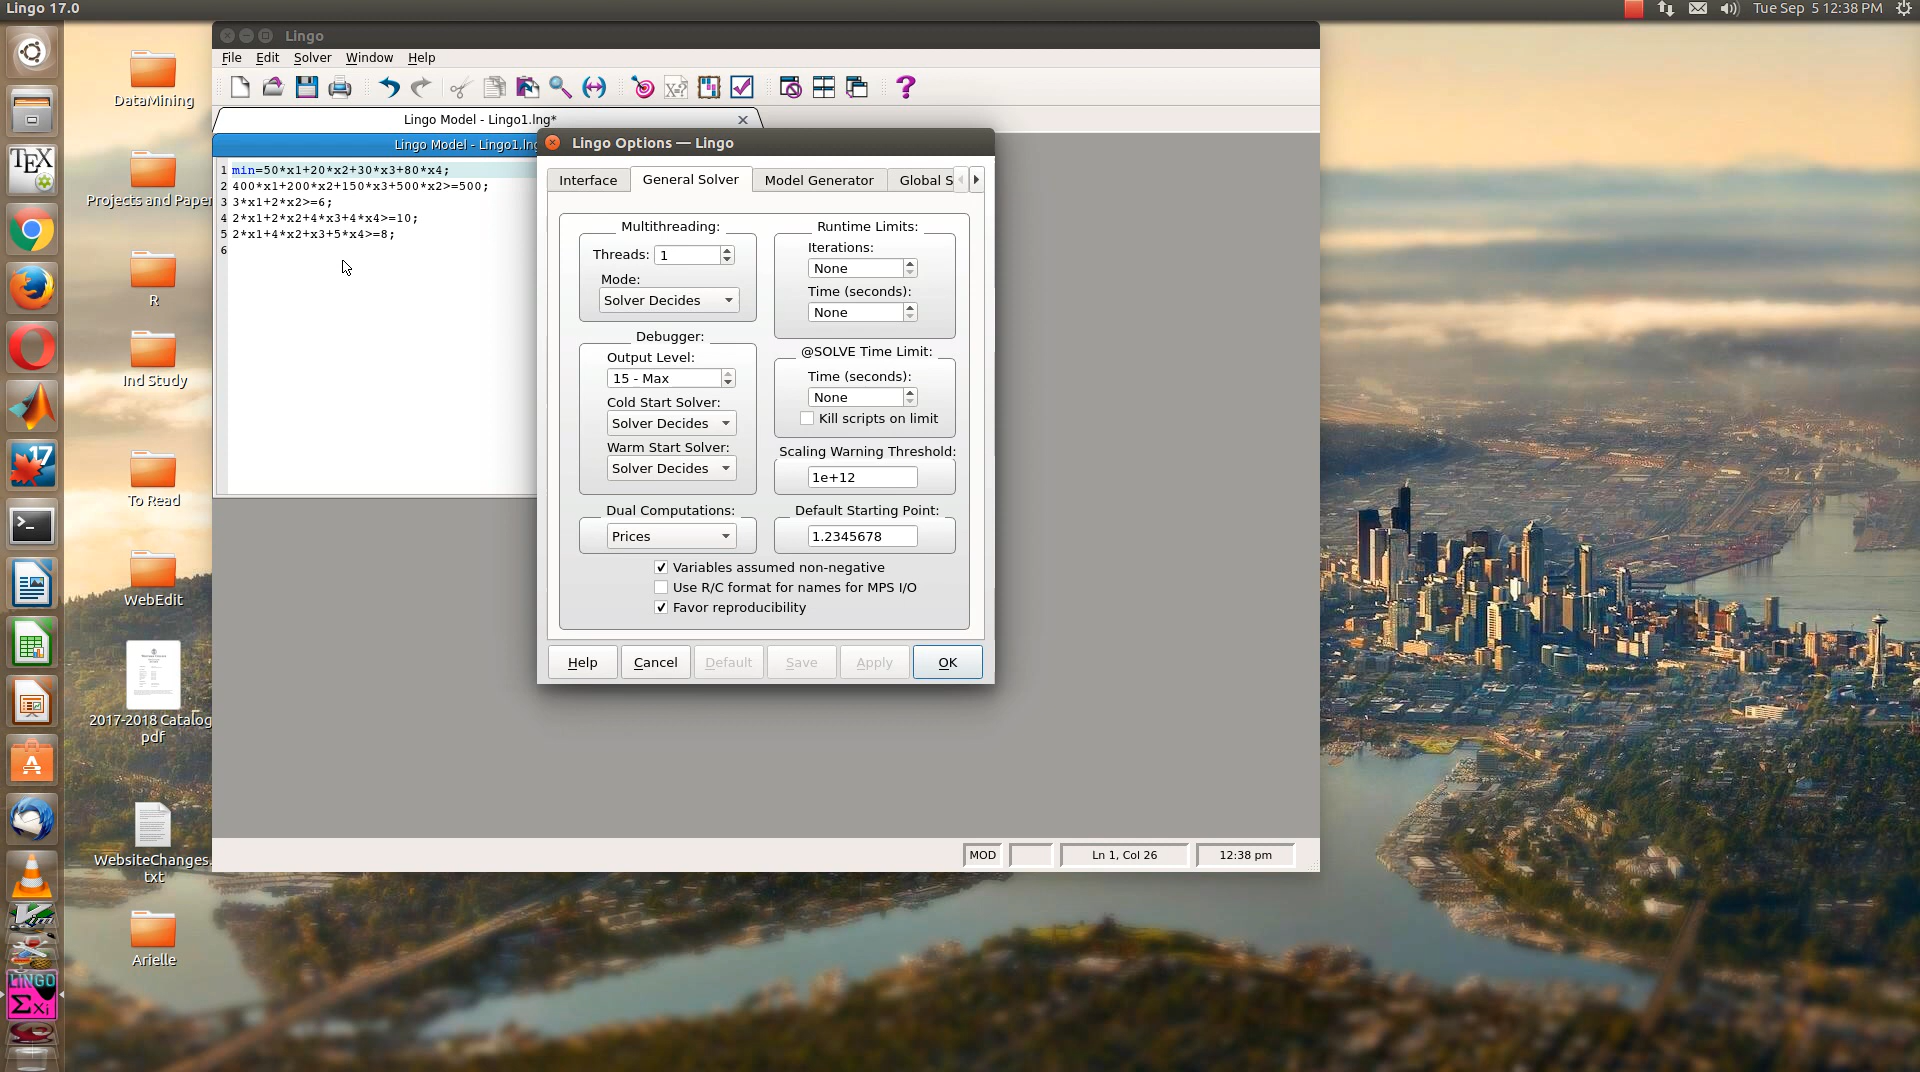 Lingo 17.0
Tue Sep 5 12:38 PM
Lingo
File Edit Solver Window Help
Lingo Model - Lingo1.lng*
Lingo Model - Lingo1.lng
1 min=50*x1+20*x2+30*x3+80*x4;
2 400*x1+200*x2+150*x3+500*x2>=500;
3 3*x1+2*x2>=6;
4 2*x1+2*x2+4*x3+4*x4>=10;
5 2*x1+4*x2+x3+5*x4>=8;
6
Lingo Options — Lingo
Interface General Solver Model Generator Global S
Multithreading:
Threads: 1
Mode:
Solver Decides
Debugger:
Output Level:
15 - Max
Cold Start Solver:
Solver Decides
Warm Start Solver:
Solver Decides
Dual Computations:
Prices
Runtime Limits:
Iterations:
None
Time (seconds):
None
@SOLVE Time Limit:
Time (seconds):
None
Kill scripts on limit
Scaling Warning Threshold:
1e+12
Default Starting Point:
1.2345678
Variables assumed non-negative
Use R/C format for names for MPS I/O
Favor reproducibility
Help Cancel Default Save Apply OK
MOD Ln 1, Col 26 12:38 pm
DataMining
Projects and Paper
R
Ind Study
To Read
WebEdit
2017-2018 Catalog
pdf
WebsiteChanges.
txt
Arielle
TEX
17
Vim
LINGO
Σxi